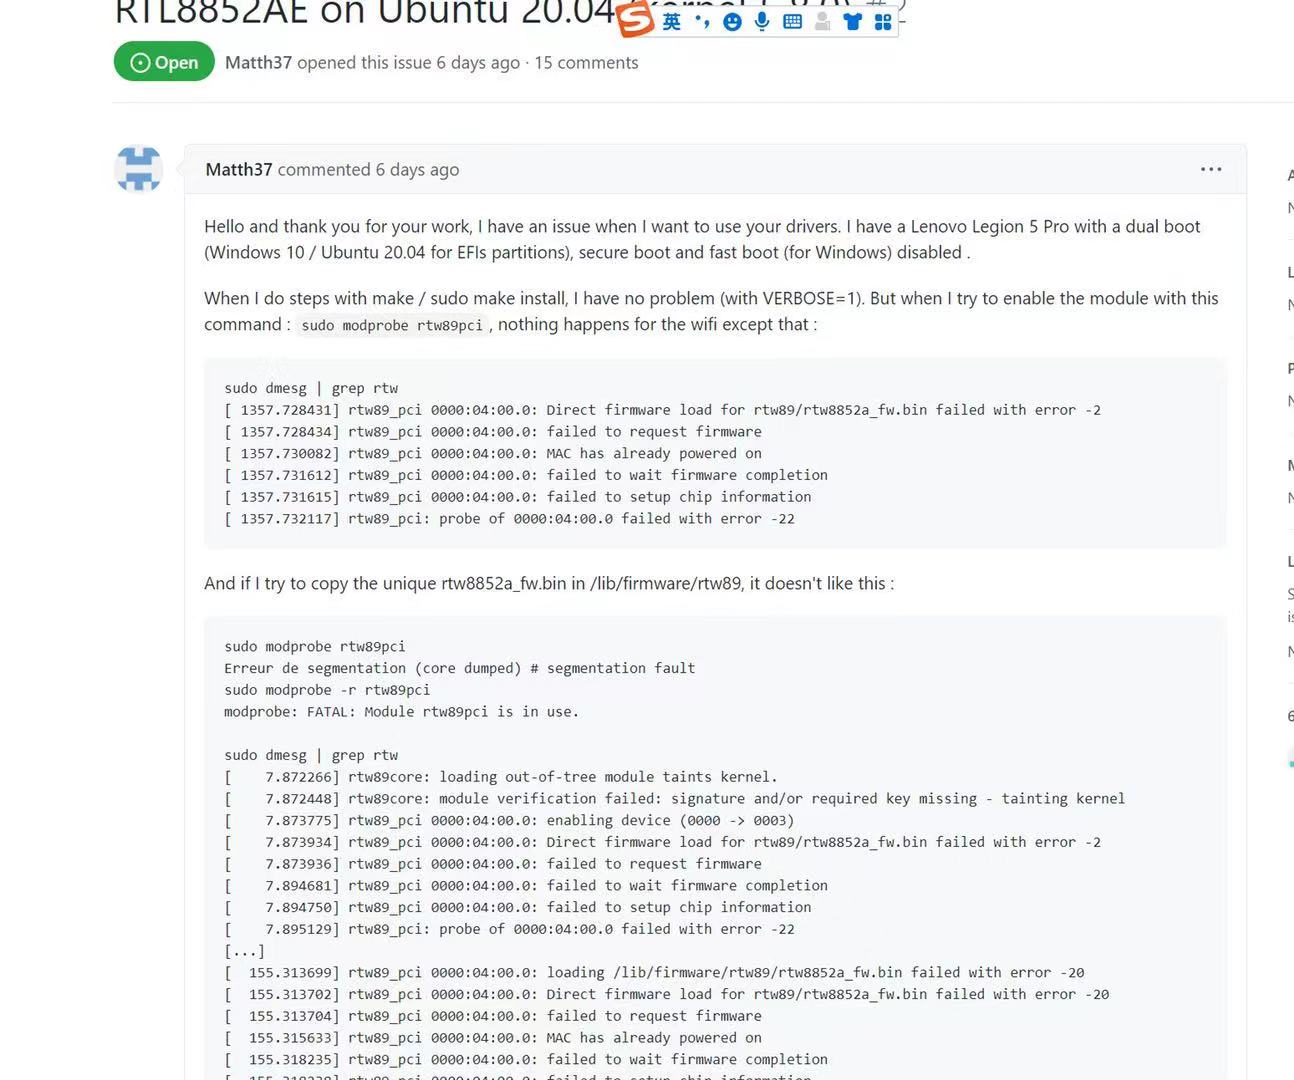 RTL8852AE on Ubuntu 20.04
英
Open
Matth37 opened this issue 6 days ago · 15 comments
Matth37 commented 6 days ago
Hello and thank you for your work, I have an issue when I want to use your drivers. I have a Lenovo Legion 5 Pro with a dual boot
(Windows 10 / Ubuntu 20.04 for EFIs partitions), secure boot and fast boot (for Windows) disabled .
When I do steps with make / sudo make install, I have no problem (with VERBOSE=1). But when I try to enable the module with this
command : sudo modprobe rtw89pci , nothing happens for the wifi except that :
sudo dmesg | grep rtw
[ 1357.728431] rtw89_pci 0000:04:00.0: Direct firmware load for rtw89/rtw8852a_fw.bin failed with error -2
[ 1357.728434] rtw89_pci 0000:04:00.0: failed to request firmware
[ 1357.730082] rtw89_pci 0000:04:00.0: MAC has already powered on
[ 1357.731612] rtw89_pci 0000:04:00.0: failed to wait firmware completion
[ 1357.731615] rtw89_pci 0000:04:00.0: failed to setup chip information
[ 1357.732117] rtw89_pci: probe of 0000:04:00.0 failed with error -22
And if I try to copy the unique rtw8852a_fw.bin in /lib/firmware/rtw89, it doesn't like this :
sudo modprobe rtw89pci
Erreur de segmentation (core dumped) # segmentation fault
sudo modprobe -r rtw89pci
modprobe: FATAL: Module rtw89pci is in use.
sudo dmesg | grep rtw
[    7.872266] rtw89core: loading out-of-tree module taints kernel.
[    7.872448] rtw89core: module verification failed: signature and/or required key missing - tainting kernel
[    7.873775] rtw89_pci 0000:04:00.0: enabling device (0000 -> 0003)
[    7.873934] rtw89_pci 0000:04:00.0: Direct firmware load for rtw89/rtw8852a_fw.bin failed with error -2
[    7.873936] rtw89_pci 0000:04:00.0: failed to request firmware
[    7.894681] rtw89_pci 0000:04:00.0: failed to wait firmware completion
[    7.894750] rtw89_pci 0000:04:00.0: failed to setup chip information
[    7.895129] rtw89_pci: probe of 0000:04:00.0 failed with error -22
[...]
[  155.313699] rtw89_pci 0000:04:00.0: loading /lib/firmware/rtw89/rtw8852a_fw.bin failed with error -20
[  155.313702] rtw89_pci 0000:04:00.0: Direct firmware load for rtw89/rtw8852a_fw.bin failed with error -20
[  155.313704] rtw89_pci 0000:04:00.0: failed to request firmware
[  155.315633] rtw89_pci 0000:04:00.0: MAC has already powered on
[  155.318235] rtw89_pci 0000:04:00.0: failed to wait firmware completion